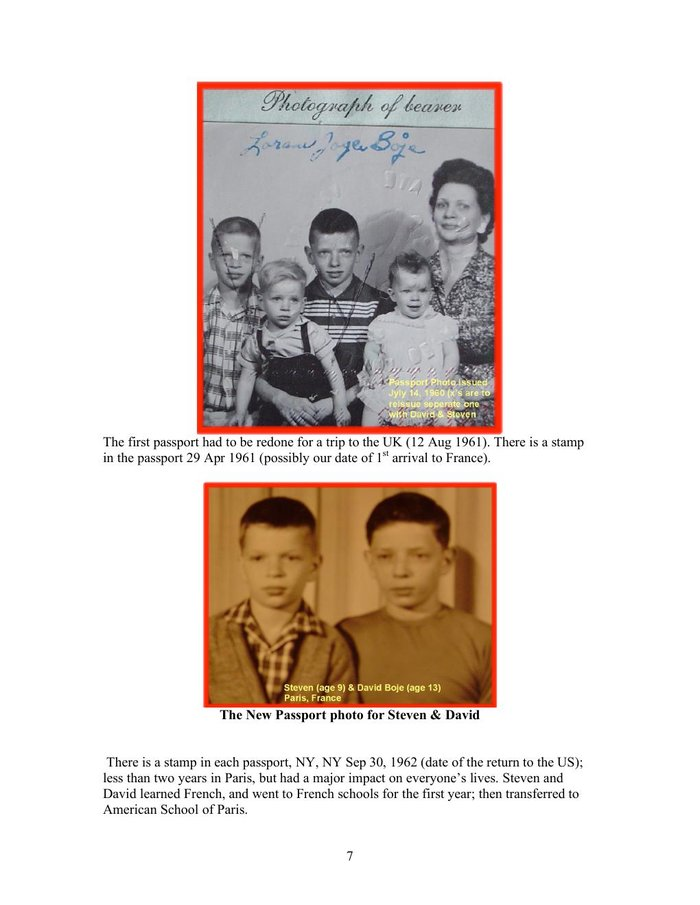 Photograph of bearer
Joyce Boje
Passport Photo Issued
Jyly 14, 1960 (x's are to
reissue seperate one
with David & Steven
The first passport had to be redone for a trip to the UK (12 Aug 1961). There is a stamp
in the passport 29 Apr 1961 (possibly our date of 1st arrival to France).
Steven (age 9) & David Boje (age 13)
Paris, France
The New Passport photo for Steven & David
There is a stamp in each passport, NY, NY Sep 30, 1962 (date of the return to the US);
less than two years in Paris, but had a major impact on everyone's lives. Steven and
David learned French, and went to French schools for the first year; then transferred to
American School of Paris.
7